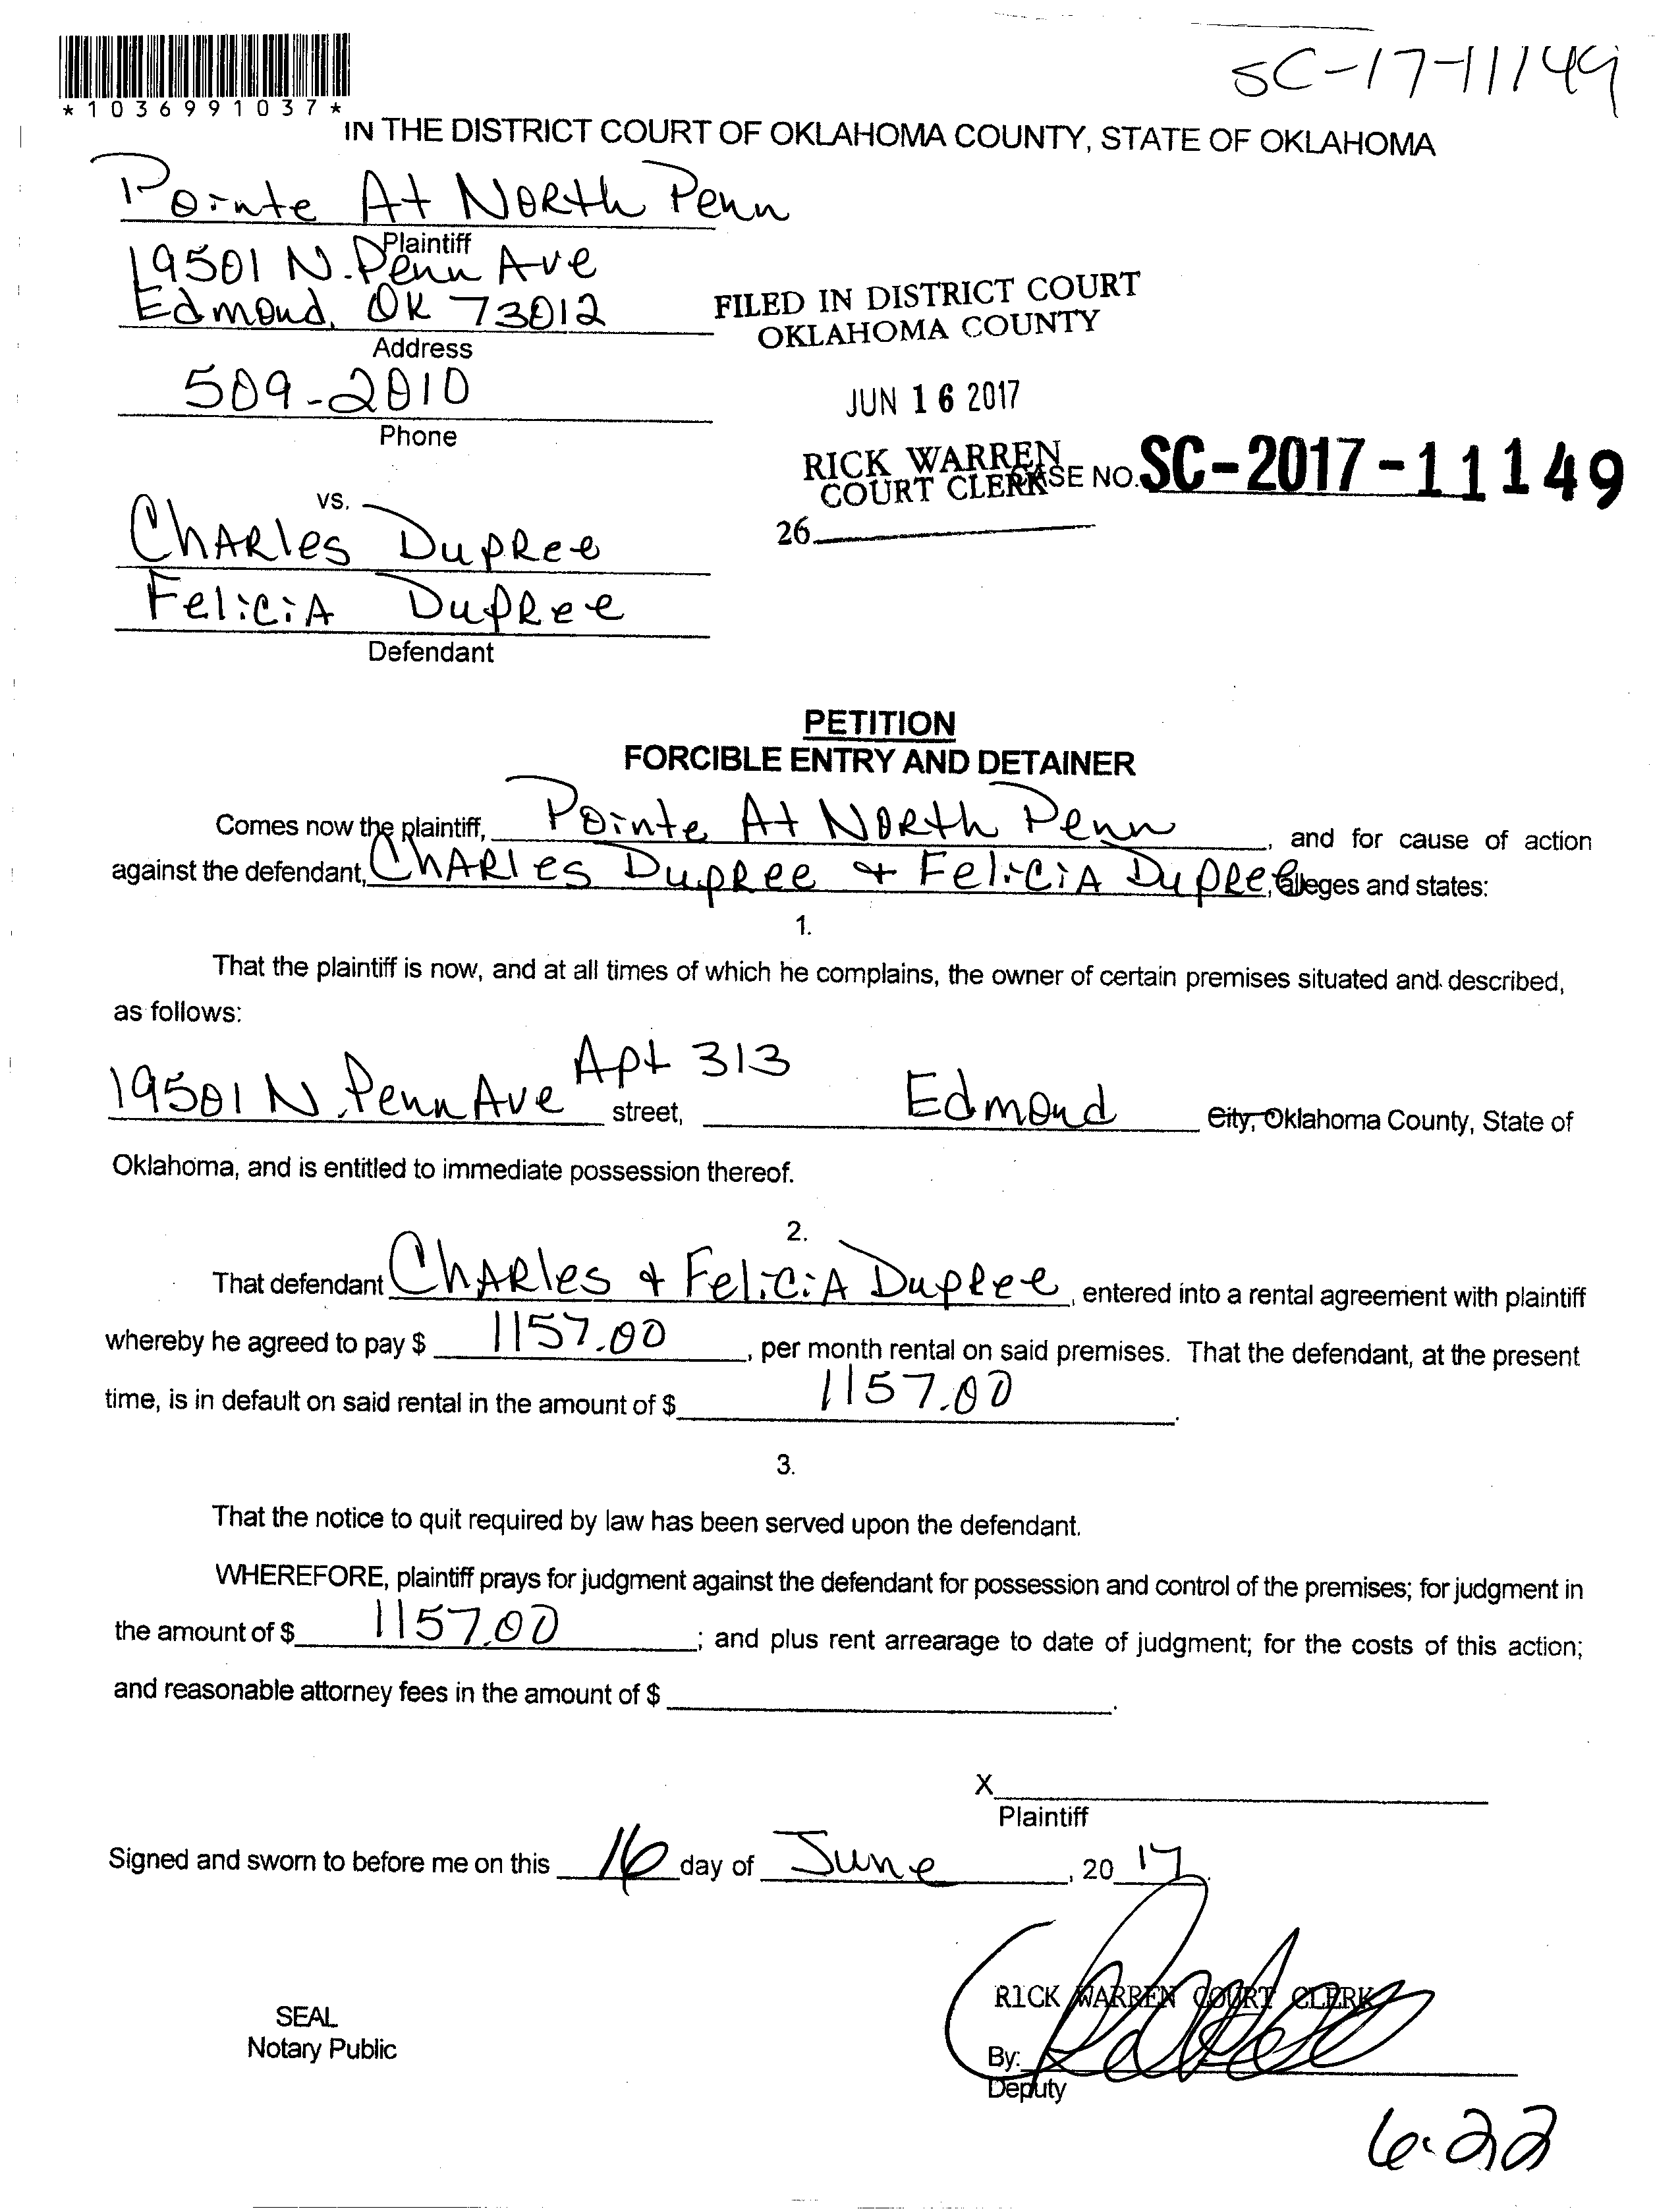 SC-17-11149
*1036991037*
IN THE DISTRICT COURT OF OKLAHOMA COUNTY, STATE OF OKLAHOMA
Pointe At North Penn
Plaintiff
19501 N. Penn Ave
Edmond, OK 73012
Address
509-2010
Phone
FILED IN DISTRICT COURT
OKLAHOMA COUNTY
JUN 16 2017
RICK WARREN
COURT CLERK
26
CASE NO. SC-2017-11149
vs.
Charles Dupree
Felicia Dupree
Defendant
PETITION
FORCIBLE ENTRY AND DETAINER
Comes now the plaintiff, Pointe At North Penn, and for cause of action
against the defendant, Charles Dupree & Felicia Dupree, alleges and states:
1.
That the plaintiff is now, and at all times of which he complains, the owner of certain premises situated and described,
as follows:
19501 N. Penn Ave Apt 313 street, Edmond City, Oklahoma County, State of
Oklahoma, and is entitled to immediate possession thereof.
2.
That defendant Charles & Felicia Dupree, entered into a rental agreement with plaintiff
whereby he agreed to pay $ 1157.00, per month rental on said premises. That the defendant, at the present
time, is in default on said rental in the amount of $ 1157.00.
3.
That the notice to quit required by law has been served upon the defendant.
WHEREFORE, plaintiff prays for judgment against the defendant for possession and control of the premises; for judgment in
the amount of $ 1157.00; and plus rent arrearage to date of judgment; for the costs of this action;
and reasonable attorney fees in the amount of $ .
X
Plaintiff
Signed and sworn to before me on this 16 day of June, 2017.
RICK WARREN COURT CLERK
SEAL
Notary Public
By:
Deputy
6-22